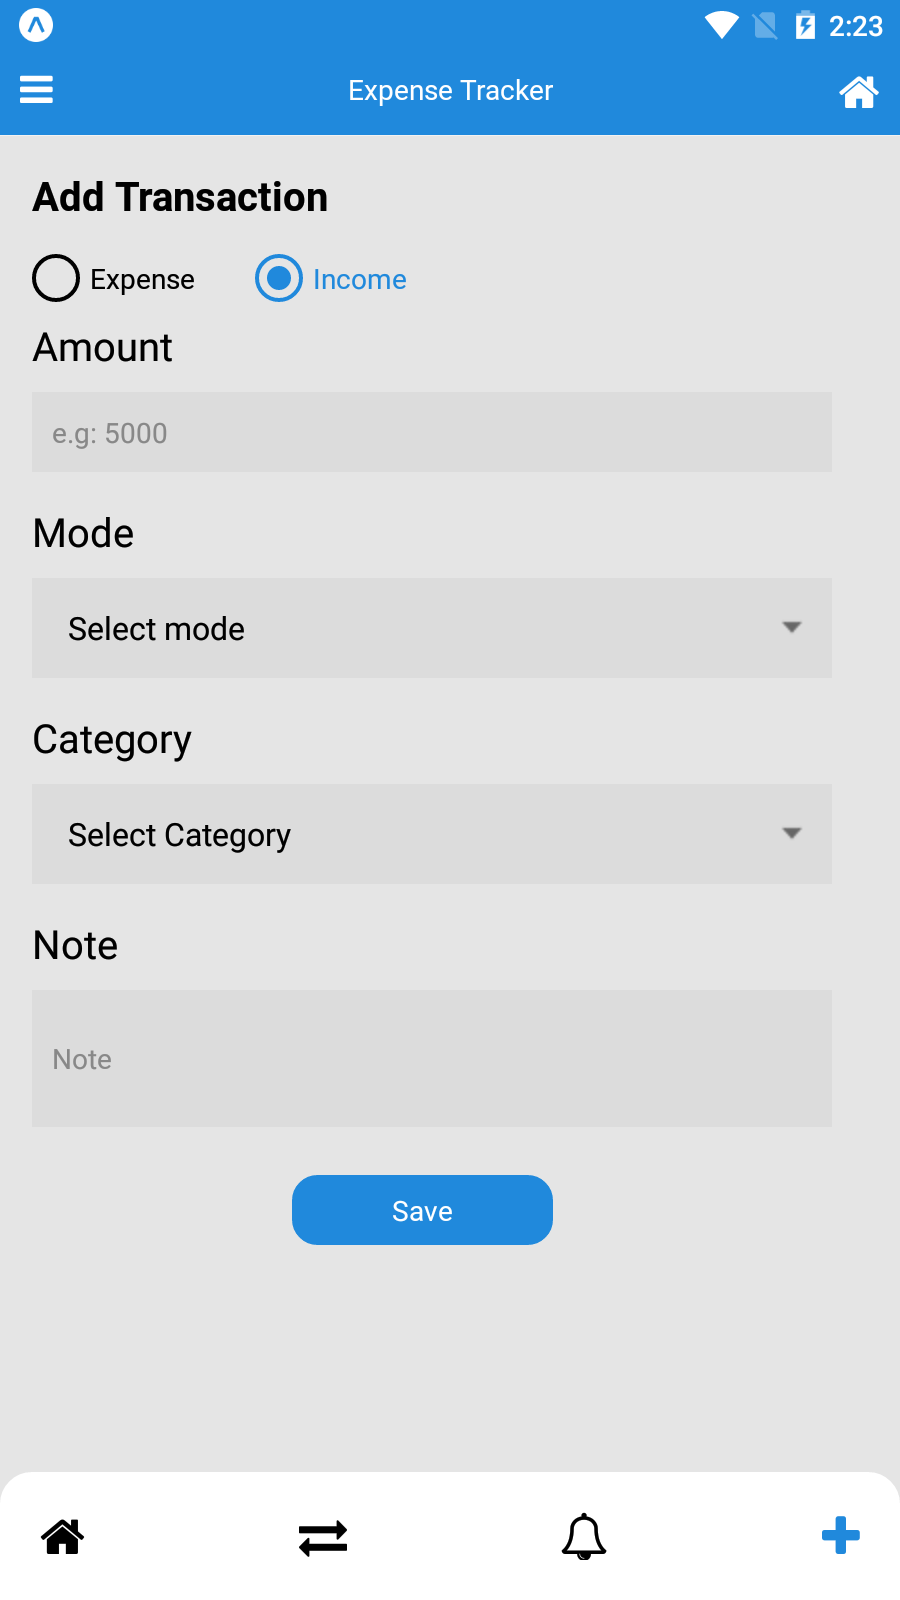 2:23
Expense Tracker
Add Transaction
Expense Income
Amount
e.g: 5000
Mode
Select mode
Category
Select Category
Note
Note
Save